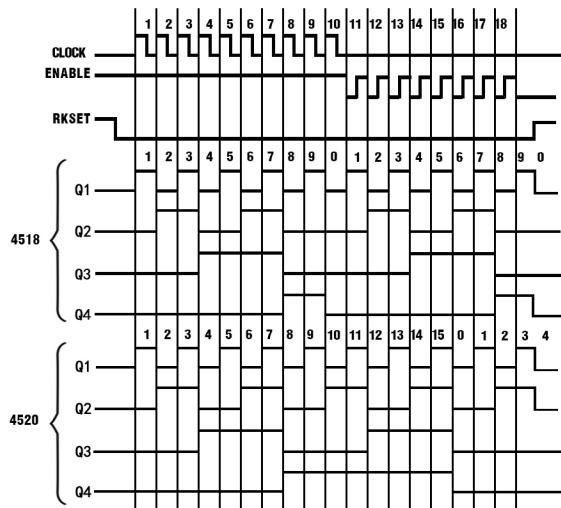 1 2 3 4 5 6 7 8 9 10 11 12 13 14 15 16 17 18
CLOCK
ENABLE
RKSET
1 2 3 4 5 6 7 8 9 0 1 2 3 4 5 6 7 8 9 0
Q1
4518
Q2
Q3
Q4
1 2 3 4 5 6 7 8 9 10 11 12 13 14 15 0 1 2 3 4
Q1
4520
Q2
Q3
Q4